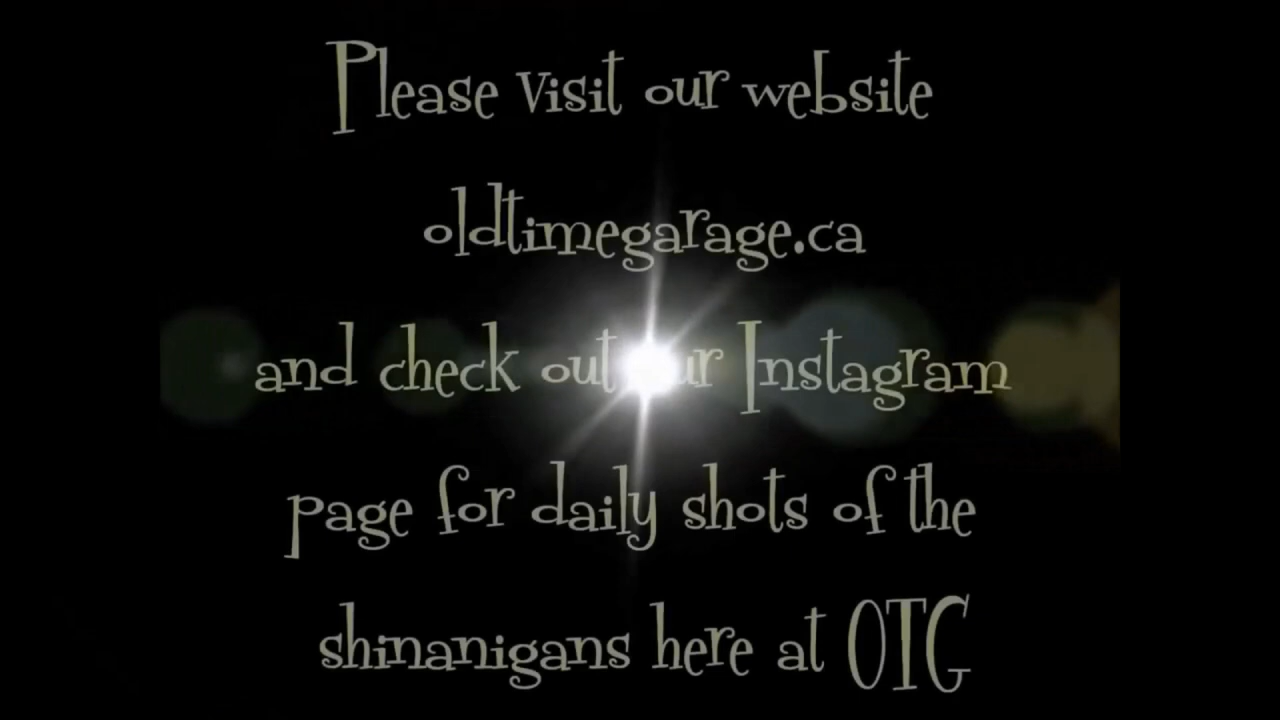 Please visit our website
oldtimegarage.ca
and check out our Instagram
page for daily shots of the
shinanigans here at OTG